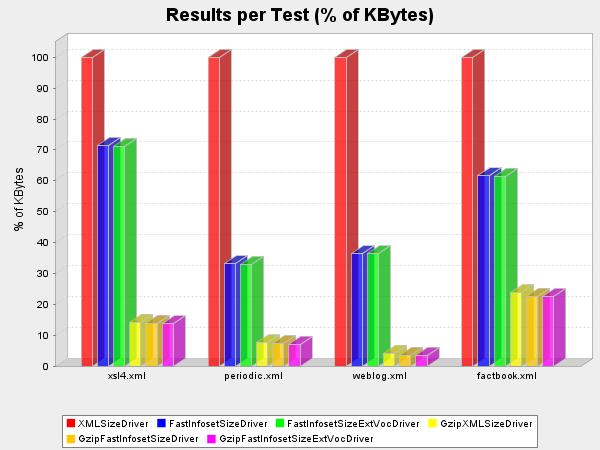 Results per Test (% of KBytes)
100
90
80
70
60
50
40
30
20
10
0
% of KBytes
xsl4.xml periodic.xml weblog.xml factbook.xml
XMLSizeDriver FastInfosetSizeDriver FastInfosetSizeExtVocDriver GzipXMLSizeDriver
GzipFastInfosetSizeDriver GzipFastInfosetSizeExtVocDriver